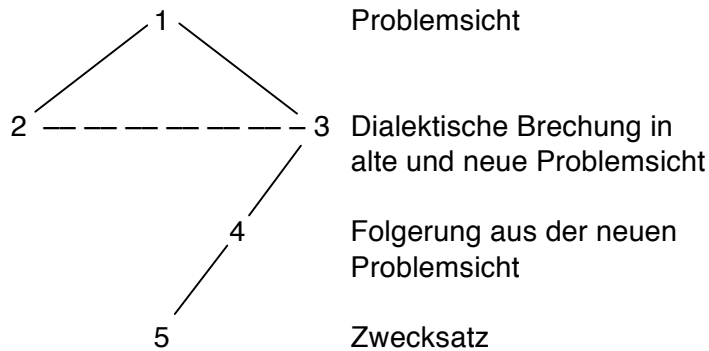 1 Problemsicht
2 3 Dialektische Brechung in
alte und neue Problemsicht
4 Folgerung aus der neuen
Problemsicht
5 Zwecksatz